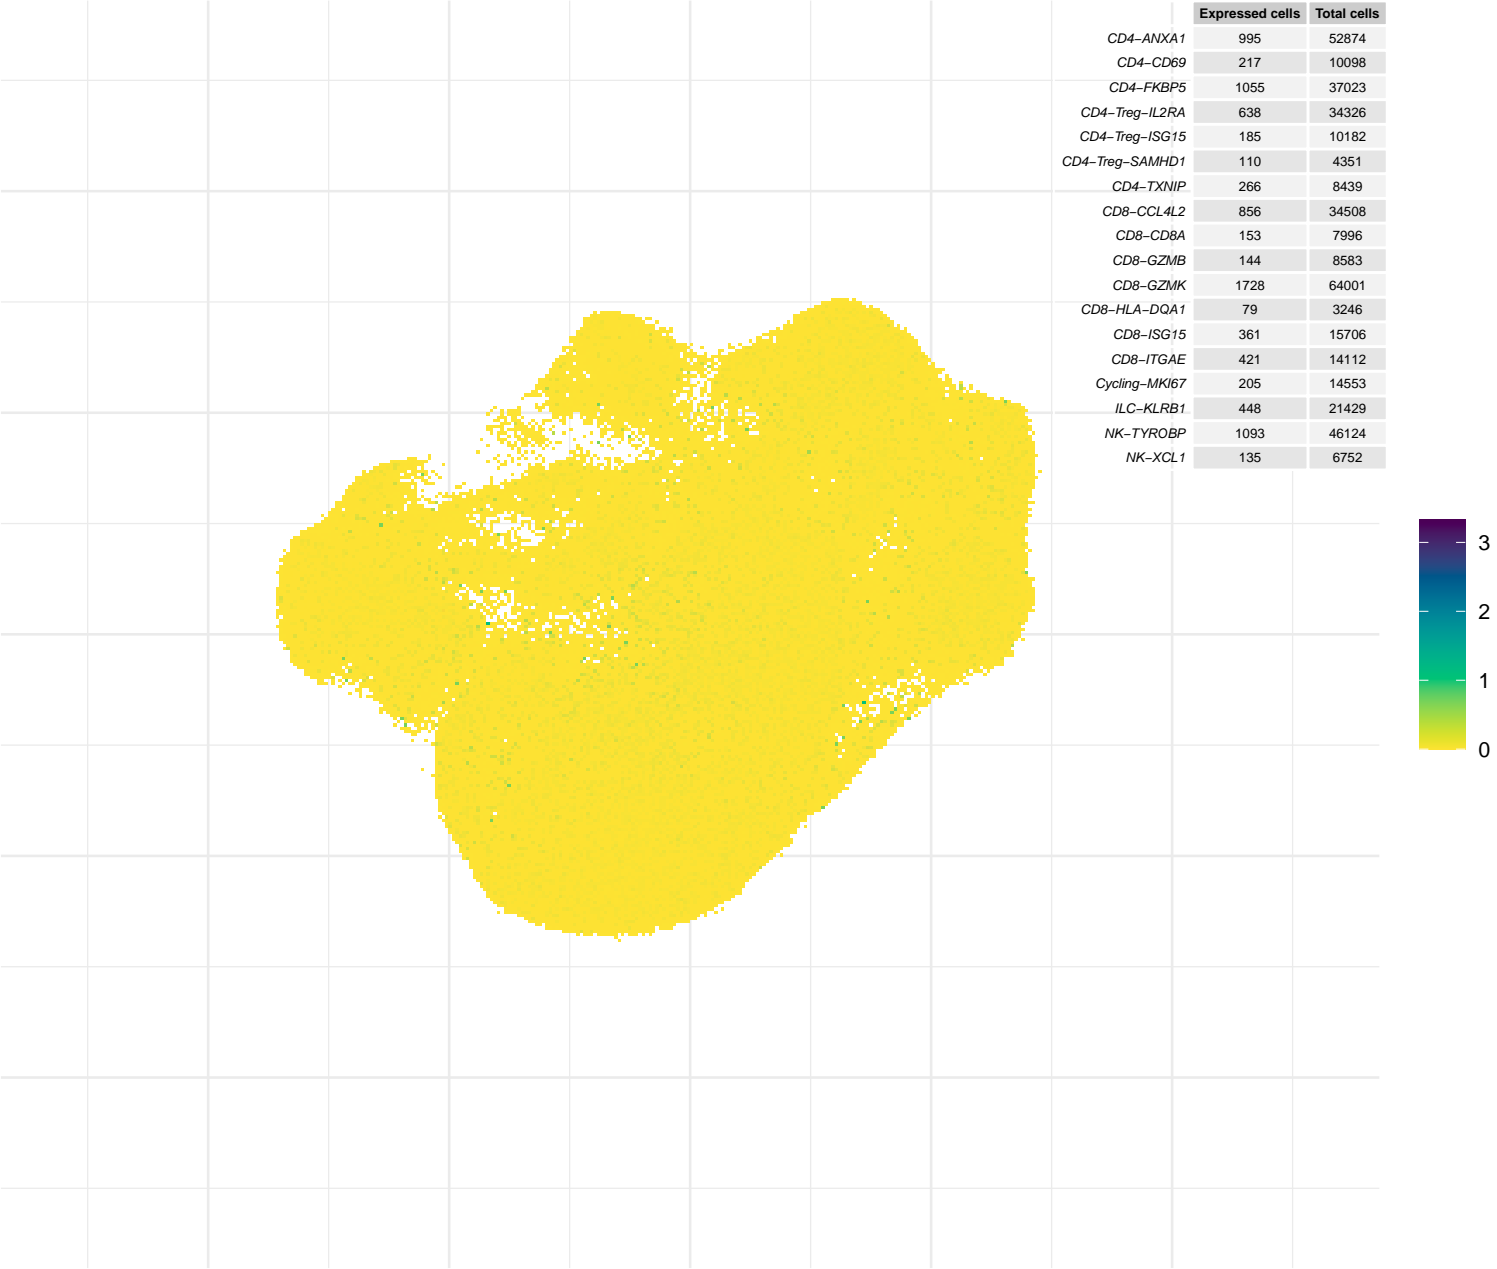 Expressed cells Total cells
CD4−ANXA1 995 52874
CD4−CD69 217 10098
CD4−FKBP5 1055 37023
CD4−Treg−IL2RA 638 34326
CD4−Treg−ISG15 185 10182
CD4−Treg−SAMHD1 110 4351
CD4−TXNIP 266 8439
CD8−CCL4L2 856 34508
CD8−CD8A 153 7996
CD8−GZMB 144 8583
CD8−GZMK 1728 64001
CD8−HLA−DQA1 79 3246
CD8−ISG15 361 15706
CD8−ITGAE 421 14112
Cycling−MKI67 205 14553
ILC−KLRB1 448 21429
NK−TYROBP 1093 46124
NK−XCL1 135 6752
3
2
1
0